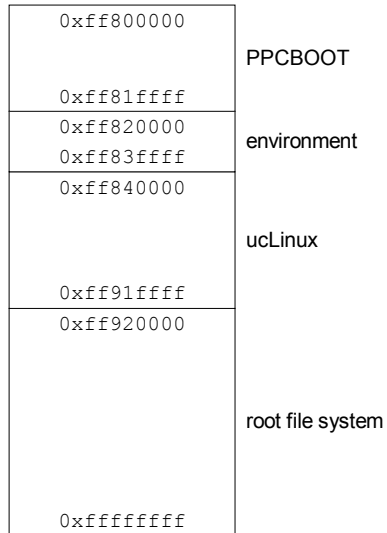 0xff800000
PPCBOOT
0xff81ffff
0xff820000
environment
0xff83ffff
0xff840000
ucLinux
0xff91ffff
0xff920000
root file system
0xffffffff